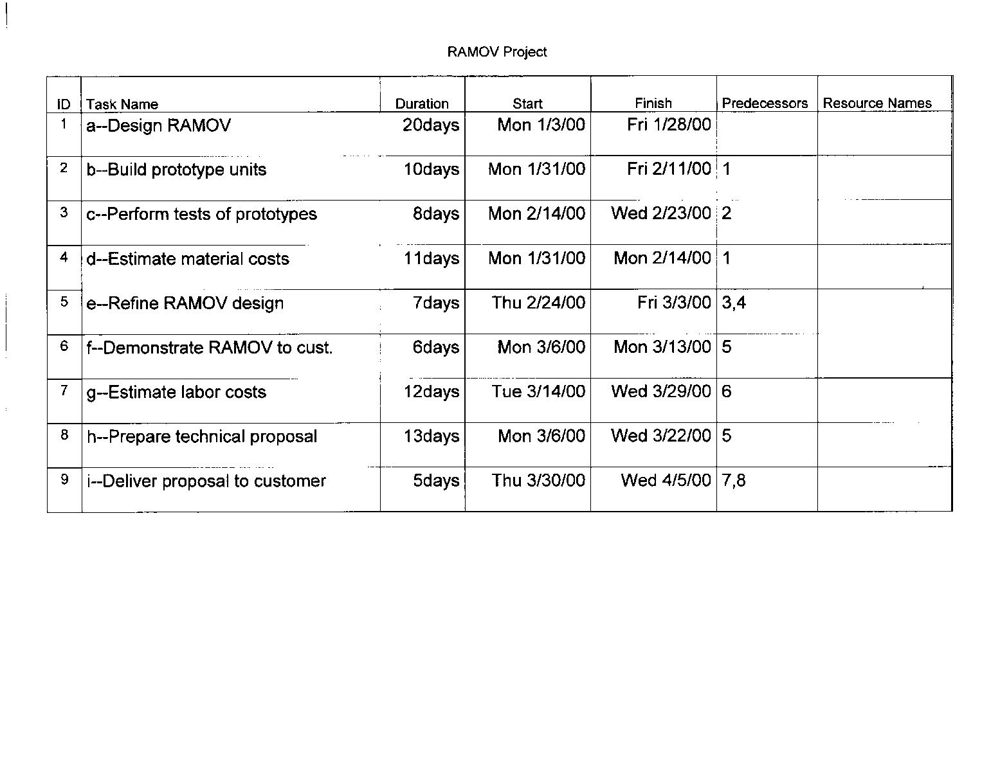 RAMOV Project
ID Task Name Duration Start Finish Predecessors Resource Names
1 a--Design RAMOV 20days Mon 1/3/00 Fri 1/28/00
2 b--Build prototype units 10days Mon 1/31/00 Fri 2/11/00 1
3 c--Perform tests of prototypes 8days Mon 2/14/00 Wed 2/23/00 2
4 d--Estimate material costs 11days Mon 1/31/00 Mon 2/14/00 1
5 e--Refine RAMOV design 7days Thu 2/24/00 Fri 3/3/00 3,4
6 f--Demonstrate RAMOV to cust. 6days Mon 3/6/00 Mon 3/13/00 5
7 g--Estimate labor costs 12days Tue 3/14/00 Wed 3/29/00 6
8 h--Prepare technical proposal 13days Mon 3/6/00 Wed 3/22/00 5
9 i--Deliver proposal to customer 5days Thu 3/30/00 Wed 4/5/00 7,8